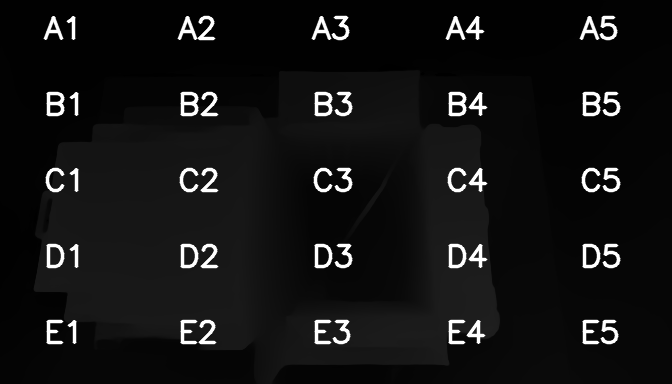 A1 A2 A3 A4 A5
B1 B2 B3 B4 B5
C1 C2 C3 C4 C5
D1 D2 D3 D4 D5
E1 E2 E3 E4 E5